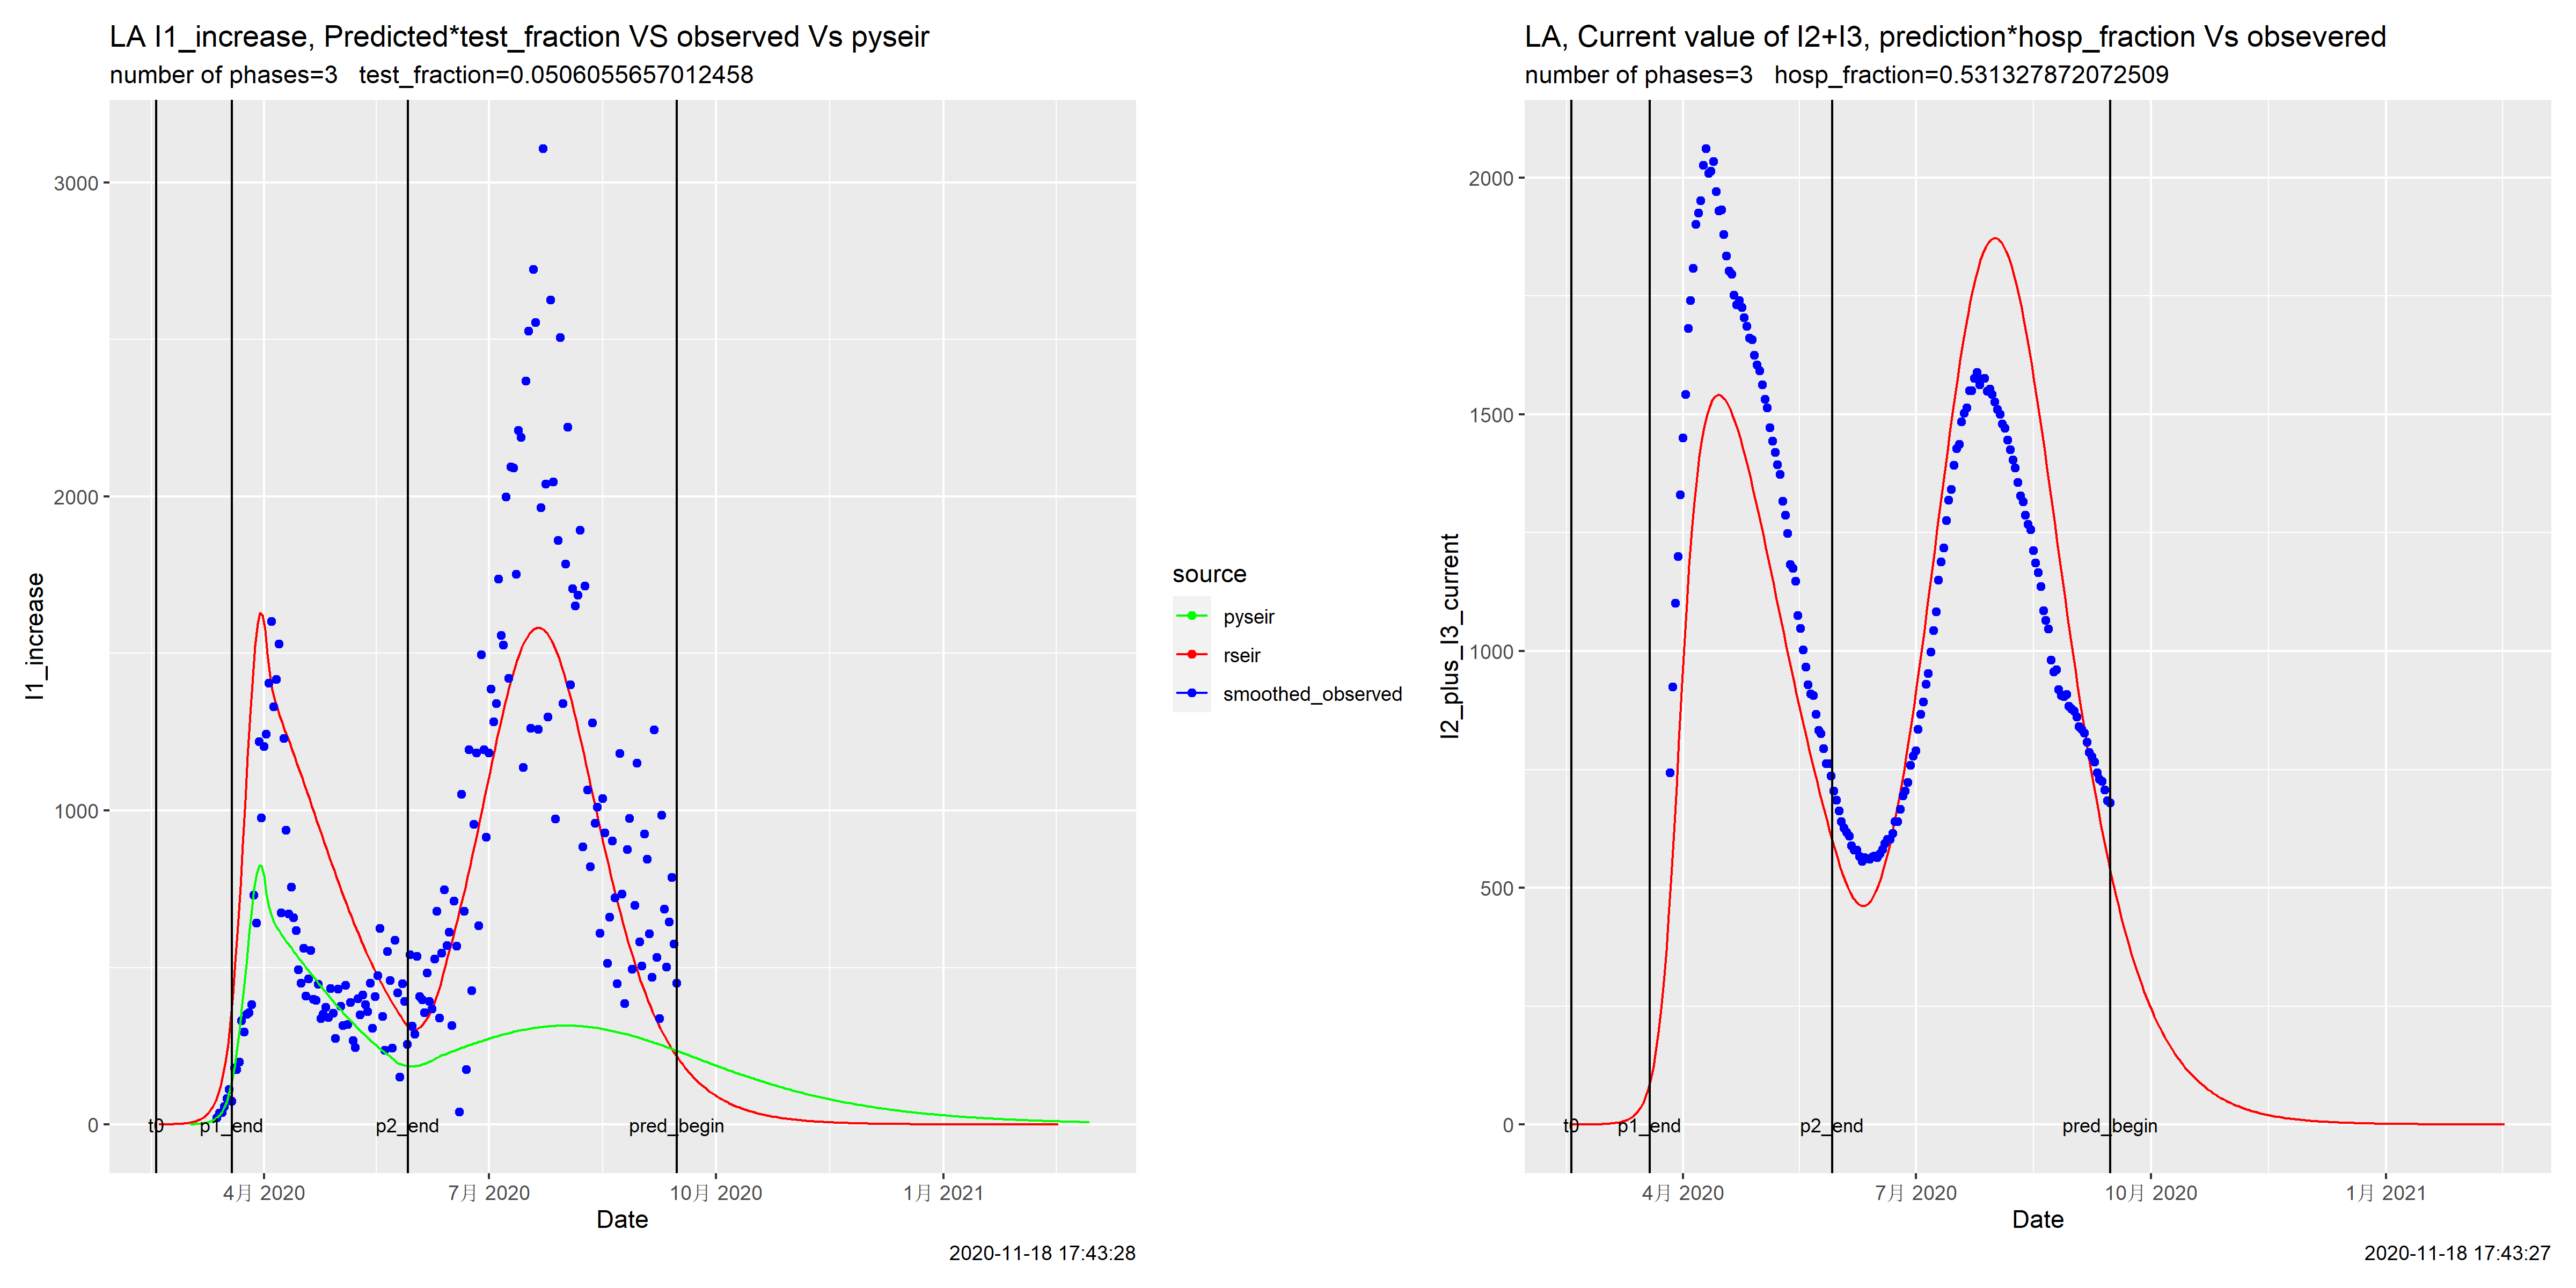 LA I1_increase, Predicted*test_fraction VS observed Vs pyseir
number of phases=3 test_fraction=0.0506055657012458
I1_increase
3000
2000
1000
0
t0 p1_end p2_end pred_begin
4月 2020 7月 2020 10月 2020 1月 2021
Date
2020-11-18 17:43:28
source
pyseir
rseir
smoothed_observed
LA, Current value of I2+I3, prediction*hosp_fraction Vs obsevered
number of phases=3 hosp_fraction=0.531327872072509
I2_plus_I3_current
2000
1500
1000
500
0
t0 p1_end p2_end pred_begin
4月 2020 7月 2020 10月 2020 1月 2021
Date
2020-11-18 17:43:27